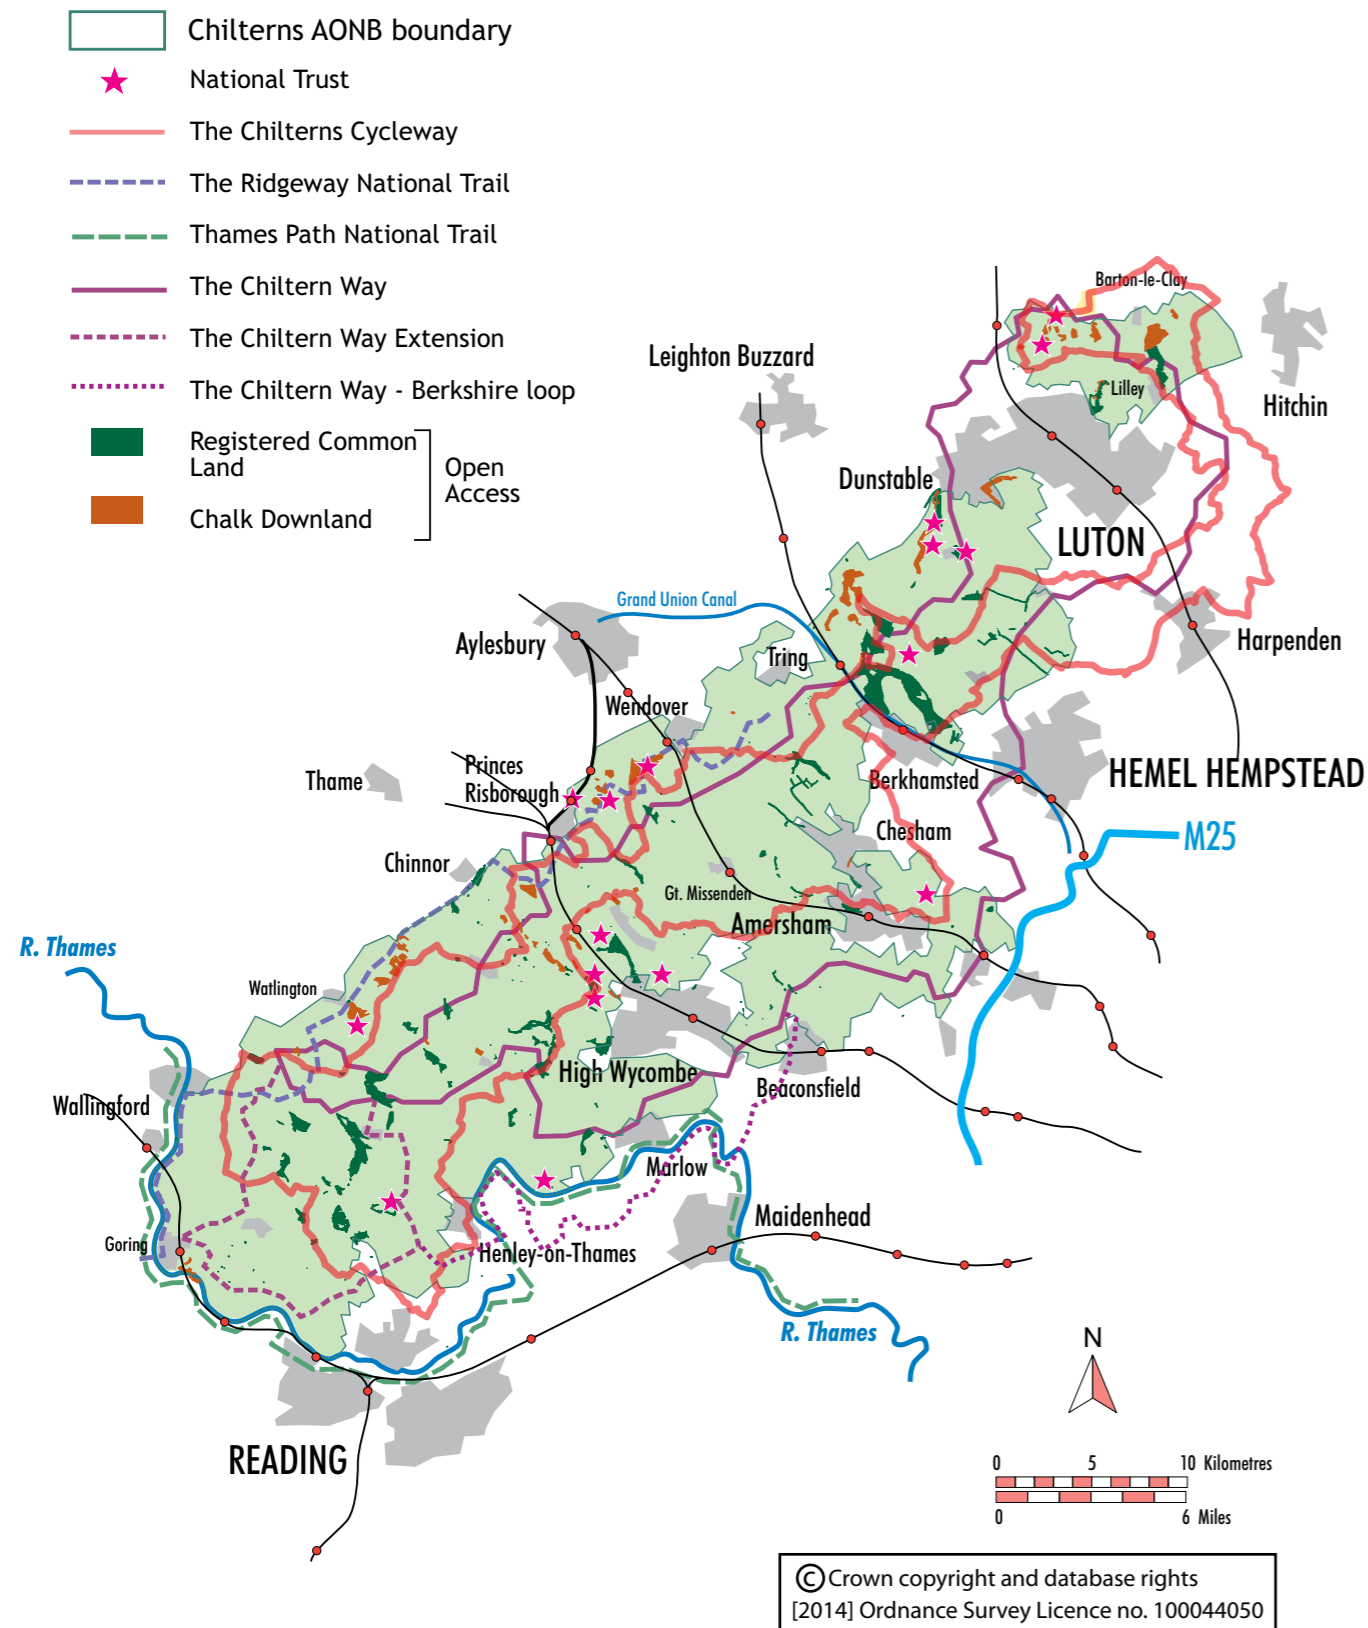 Chilterns AONB boundary
National Trust
The Chilterns Cycleway
The Ridgeway National Trail
Thames Path National Trail
The Chiltern Way
The Chiltern Way Extension
The Chiltern Way - Berkshire loop
Registered Common
Land
Open
Access
Chalk Downland
Barton-le-Clay
Leighton Buzzard
Lilley
Hitchin
Dunstable
LUTON
Grand Union Canal
Aylesbury
Tring
Harpenden
Wendover
Princes
Risborough
Thame
Berkhamsted
HEMEL HEMPSTEAD
Chesham
M25
Chinnor
Gt. Missenden
Amersham
R. Thames
Watlington
High Wycombe
Beaconsfield
Wallingford
Marlow
Maidenhead
Goring
Henley-on-Thames
R. Thames
N
READING
0 5 10 Kilometres
0 6 Miles
© Crown copyright and database rights
[2014] Ordnance Survey Licence no. 100044050